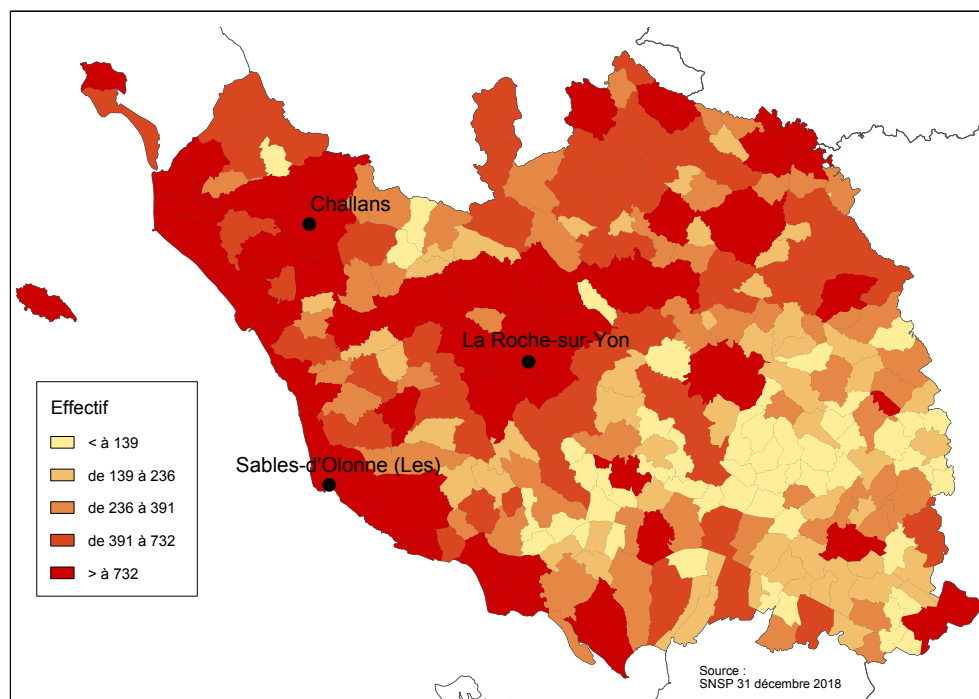 Challans
La Roche-sur-Yon
Sables-d'Olonne (Les)
Effectif
< à 139
de 139 à 236
de 236 à 391
de 391 à 732
> à 732
Source :
SNSP 31 décembre 2018